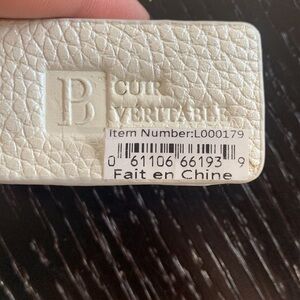 B
CUIR
VERITABLE
Item Number:L000179
0 61106 66193 9
Fait en Chine